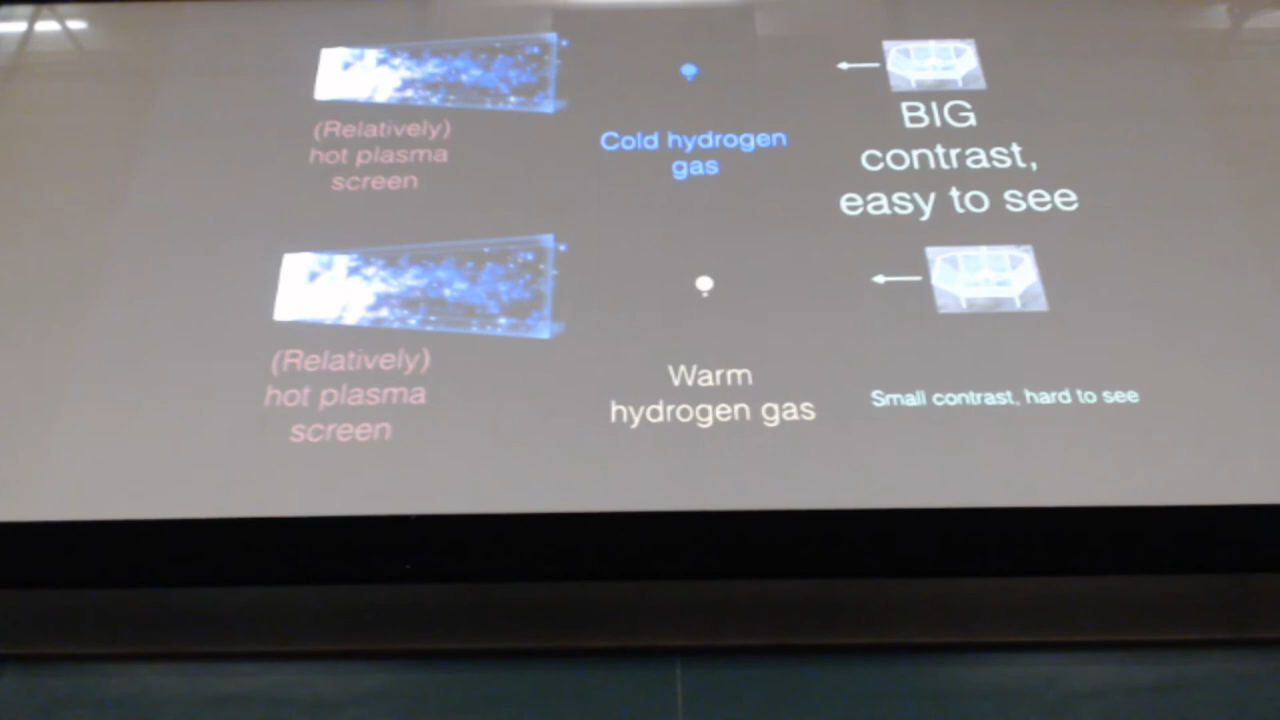 (Relatively)
hot plasma
screen
Cold hydrogen
gas
BIG
contrast,
easy to see
(Relatively)
hot plasma
screen
Warm
hydrogen gas
Small contrast, hard to see